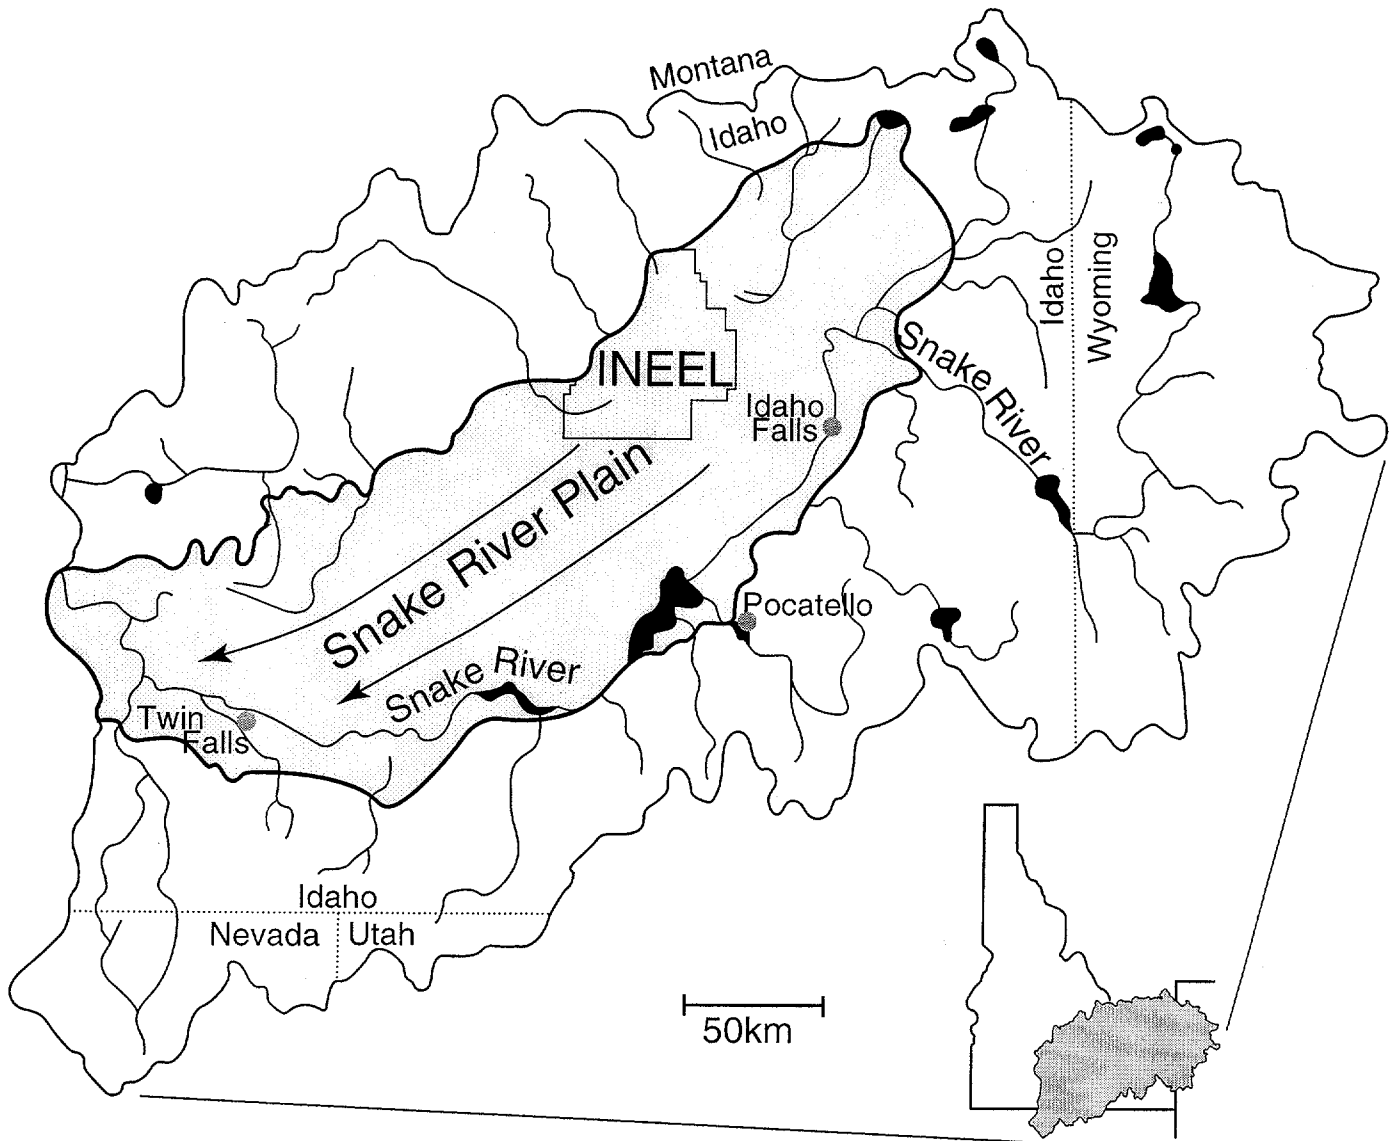 Montana
Idaho
Idaho
Wyoming
Snake River
INEEL
Idaho
Falls
Snake River Plain
Pocatello
Snake River
Twin
Falls
Idaho
Nevada
Utah
50km